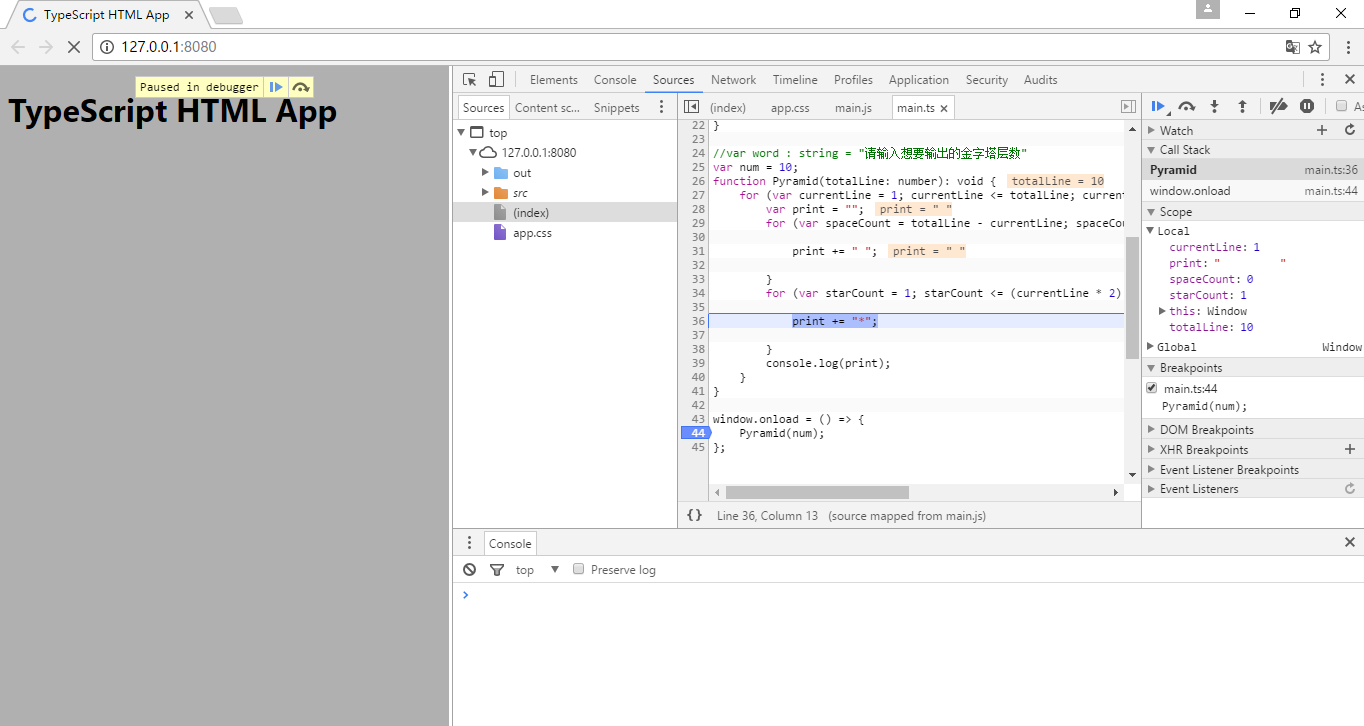 TypeScript HTML App
127.0.0.1:8080
Paused in debugger
TypeScript HTML App
Elements Console Sources Network Timeline Profiles Application Security Audits
Sources Content sc... Snippets
top
127.0.0.1:8080
out
src
(index)
app.css
(index) app.css main.js main.ts
22 }
23
24 //var word : string = "请输入想要输出的金字塔层数"
25 var num = 10;
26 function Pyramid(totalLine: number): void { totalLine = 10
27 for (var currentLine = 1; currentLine <= totalLine; curren
28 var print = ""; print = " "
29 for (var spaceCount = totalLine - currentLine; spaceCou
30
31 print += " "; print = " "
32
33 }
34 for (var starCount = 1; starCount <= (currentLine * 2)
35
36 print += "*";
37
38 }
39 console.log(print);
40 }
41 }
42
43 window.onload = () => {
44 Pyramid(num);
45 };
{} Line 36, Column 13 (source mapped from main.js)
As
Watch
Call Stack
Pyramid main.ts:36
window.onload main.ts:44
Scope
Local
currentLine: 1
print: "         "
spaceCount: 0
starCount: 1
this: Window
totalLine: 10
Global Window
Breakpoints
main.ts:44
Pyramid(num);
DOM Breakpoints
XHR Breakpoints
Event Listener Breakpoints
Event Listeners
Console
top Preserve log